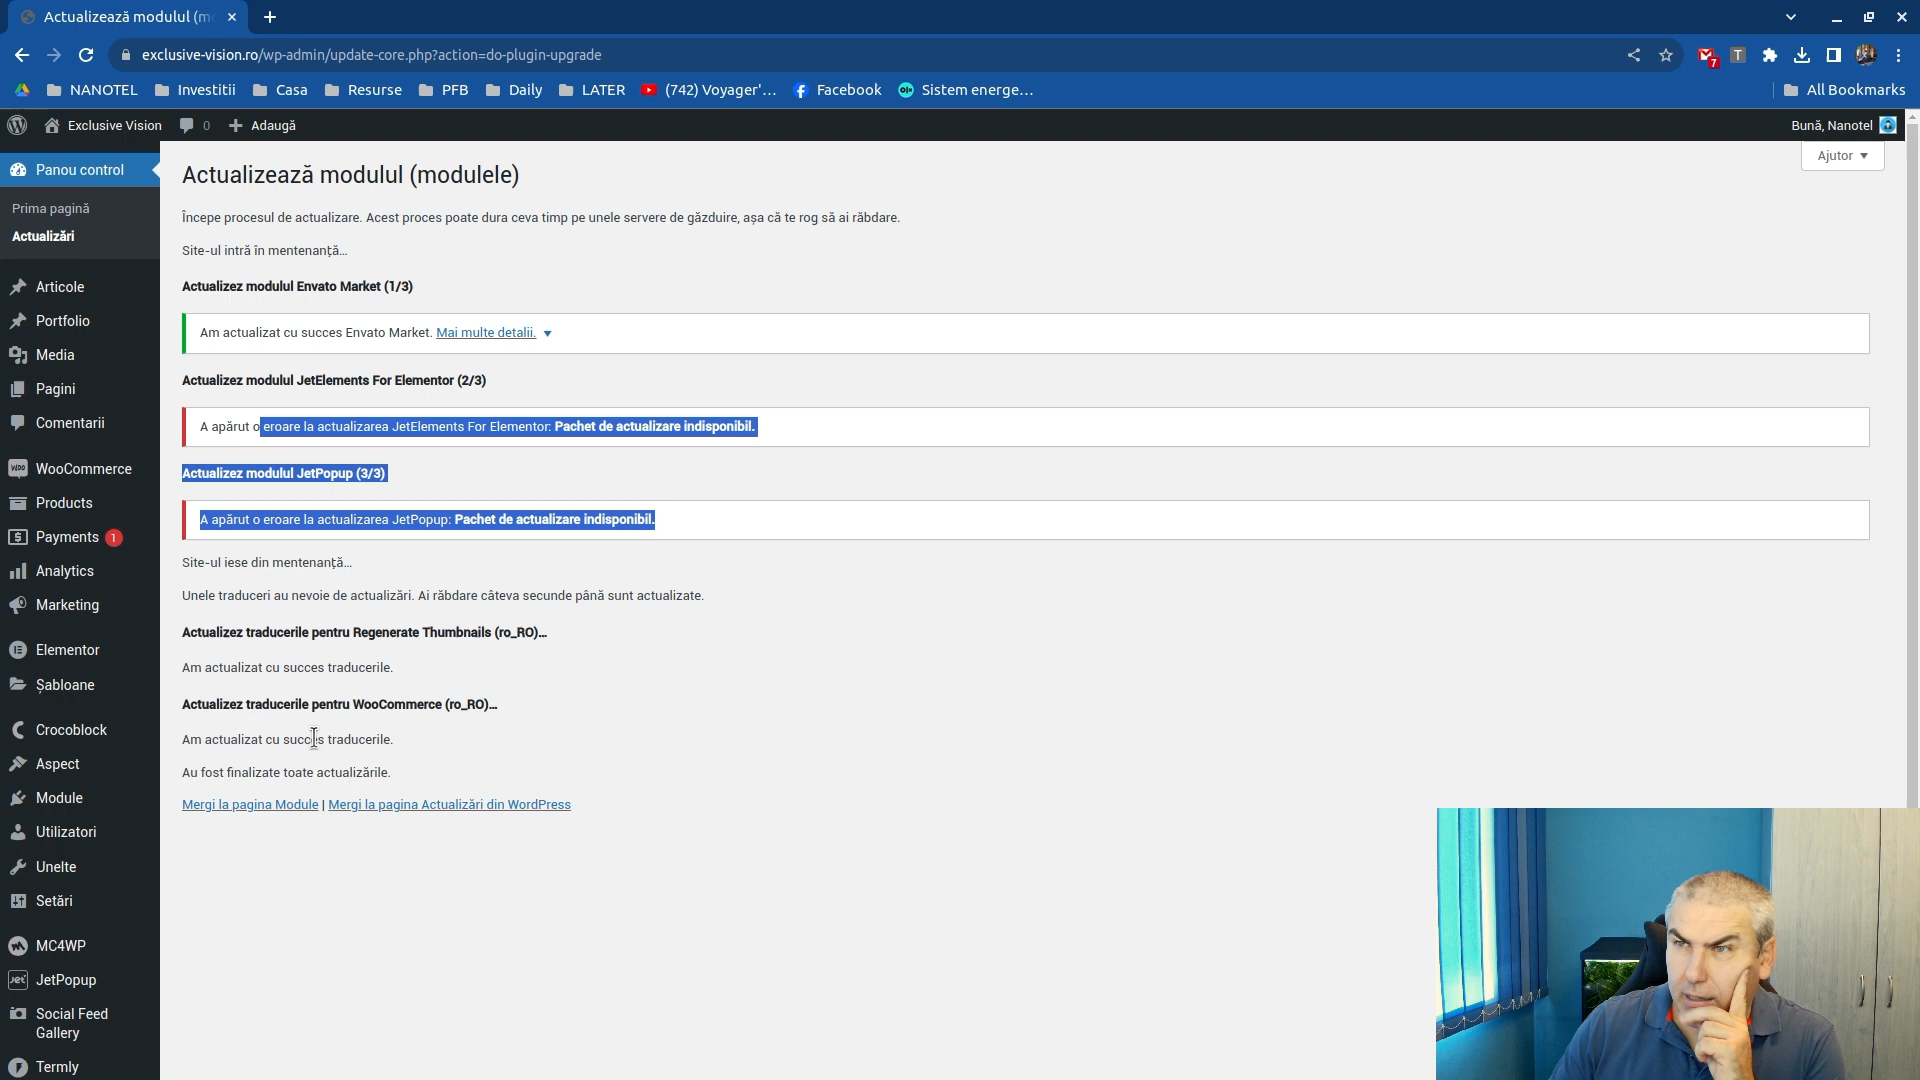 Actualizează modulul (m
exclusive-vision.ro/wp-admin/update-core.php?action=do-plugin-upgrade
7
T
NANOTEL
Investitii
Casa
Resurse
PFB
Daily
LATER
(742) Voyager'...
Facebook
Sistem energe...
All Bookmarks
Exclusive Vision
0
Adaugă
Bună, Nanotel
Panou control
Prima pagină
Actualizări
Articole
Portfolio
Media
Pagini
Comentarii
WooCommerce
Products
Payments 1
Analytics
Marketing
Elementor
Șabloane
Crocoblock
Aspect
Module
Utilizatori
Unelte
Setări
MC4WP
JetPopup
Social Feed
Gallery
Termly
Ajutor
Actualizează modulul (modulele)
Începe procesul de actualizare. Acest proces poate dura ceva timp pe unele servere de găzduire, așa că te rog să ai răbdare.
Site-ul intră în mentenanță...
Actualizez modulul Envato Market (1/3)
Am actualizat cu succes Envato Market. Mai multe detalii.
Actualizez modulul JetElements For Elementor (2/3)
A apărut o eroare la actualizarea JetElements For Elementor: Pachet de actualizare indisponibil.
Actualizez modulul JetPopup (3/3)
A apărut o eroare la actualizarea JetPopup: Pachet de actualizare indisponibil.
Site-ul iese din mentenanță...
Unele traduceri au nevoie de actualizări. Ai răbdare câteva secunde până sunt actualizate.
Actualizez traducerile pentru Regenerate Thumbnails (ro_RO)...
Am actualizat cu succes traducerile.
Actualizez traducerile pentru WooCommerce (ro_RO)...
Am actualizat cu succes traducerile.
Au fost finalizate toate actualizările.
Mergi la pagina Module | Mergi la pagina Actualizări din WordPress